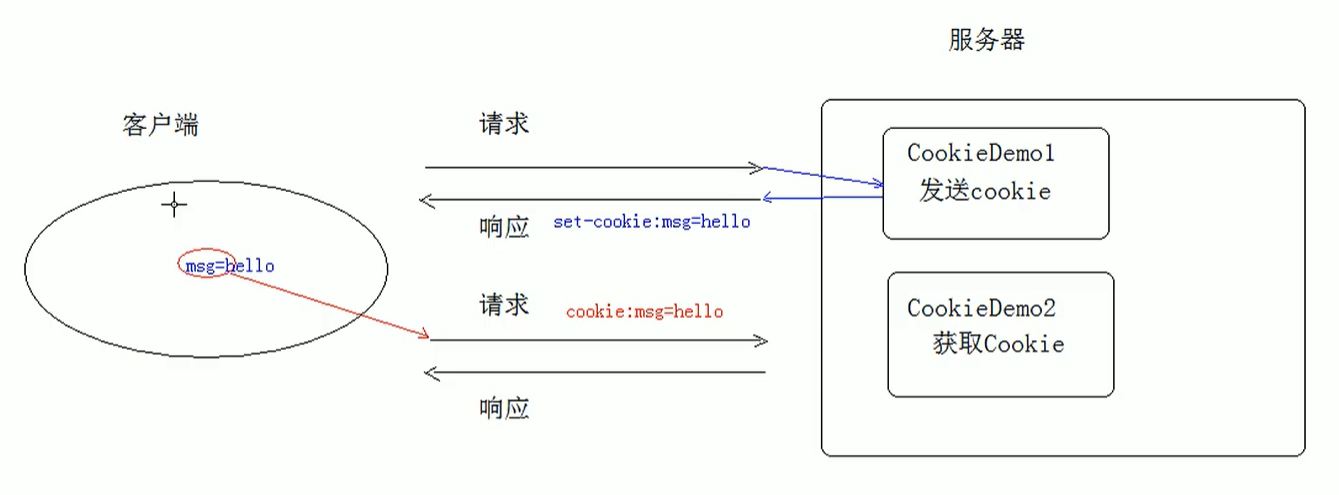 服务器
客户端
请求
CookieDemo1
发送cookie
响应
set-cookie:msg=hello
msg=hello
请求
cookie:msg=hello
CookieDemo2
获取Cookie
响应